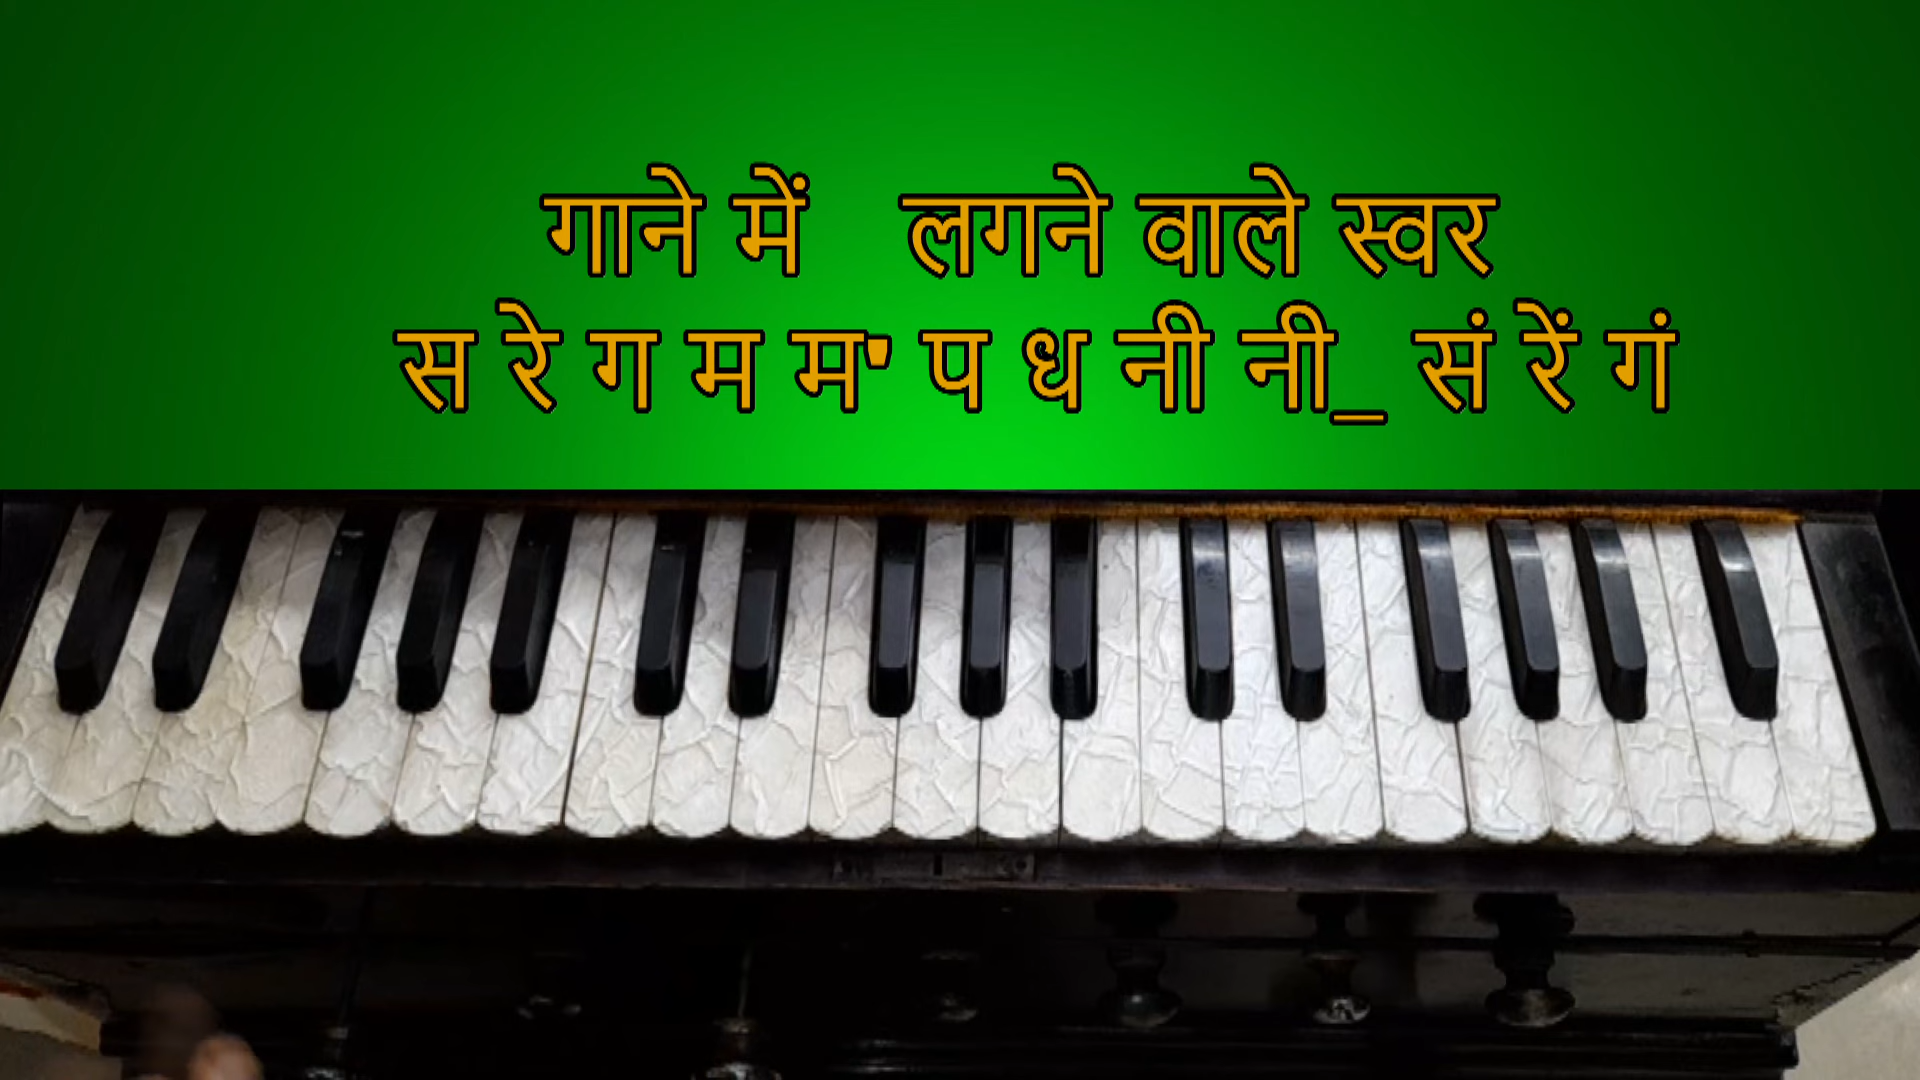 गाने में लगने वाले स्वर
स रे ग म म' प ध नी नी_ सं रें गं